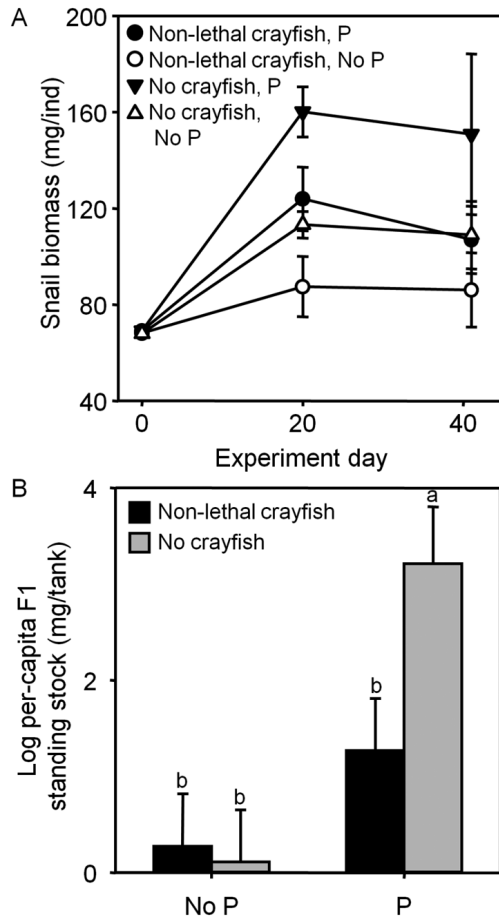 A
200
160
120
80
40
Snail biomass (mg/ind)
Non-lethal crayfish, P
Non-lethal crayfish, No P
No crayfish, P
No crayfish,
No P
0
20
40
Experiment day
B
4
2
0
Log per-capita F1
standing stock (mg/tank)
Non-lethal crayfish
No crayfish
b
b
b
a
No P
P